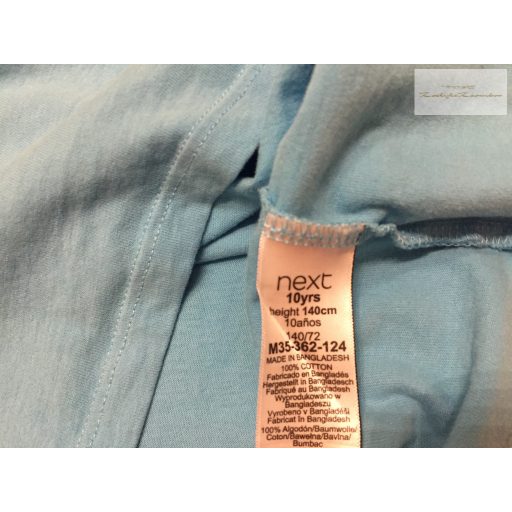 next
10yrs
height 140cm
10años
140/72
M35-362-124
MADE IN BANGLADESH
100% COTTON
Fabricado en Bangladés
Hergestellt in Bangladesch
Fabriqué au Bangladesh
Wyprodukowano w
Bangladeszu
Vyrobeno v Bangladéši
Fabricat în Bangladesh
100% Algodón/Baumwolle/
Coton/Bawełna/Bavlna/
Bumbac